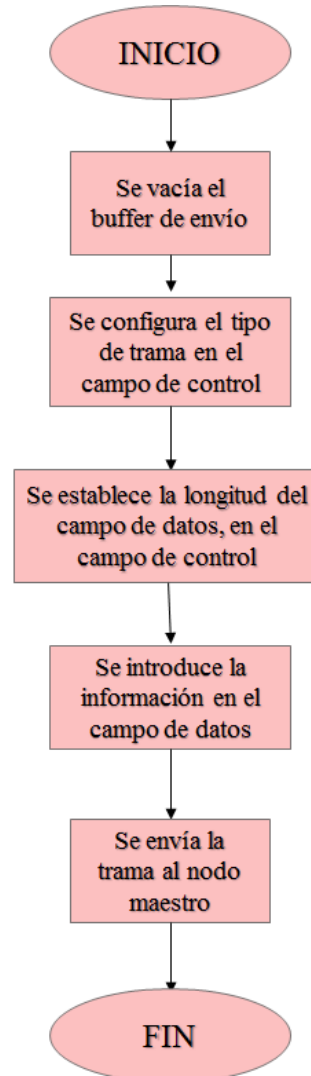 INICIO
Se vacía el
buffer de envío
Se configura el tipo
de trama en el
campo de control
Se establece la longitud del
campo de datos, en el
campo de control
Se introduce la
información en el
campo de datos
Se envía la
trama al nodo
maestro
FIN